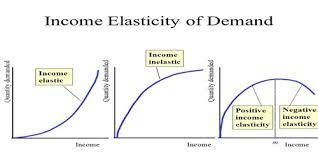 Income Elasticity of Demand
Income
elastic
Quantity demanded
Income
Income
inelastic
Quantity demanded
Income
Quantity demanded
Positive
income
elasticity
Negative
income
elasticity
Income